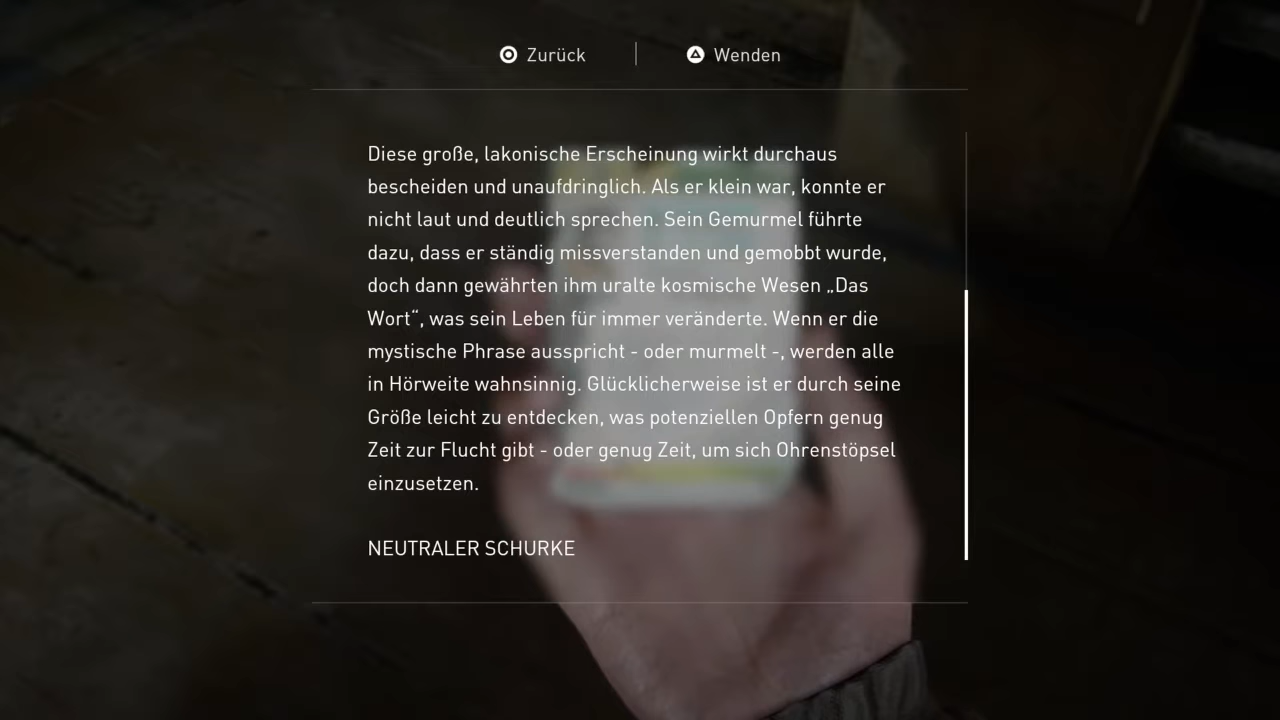 Zurück
Wenden
Diese große, lakonische Erscheinung wirkt durchaus
bescheiden und unaufdringlich. Als er klein war, konnte er
nicht laut und deutlich sprechen. Sein Gemurmel führte
dazu, dass er ständig missverstanden und gemobbt wurde,
doch dann gewährten ihm uralte kosmische Wesen „Das
Wort“, was sein Leben für immer veränderte. Wenn er die
mystische Phrase ausspricht - oder murmelt -, werden alle
in Hörweite wahnsinnig. Glücklicherweise ist er durch seine
Größe leicht zu entdecken, was potenziellen Opfern genug
Zeit zur Flucht gibt - oder genug Zeit, um sich Ohrenstöpsel
einzusetzen.
NEUTRALER SCHURKE